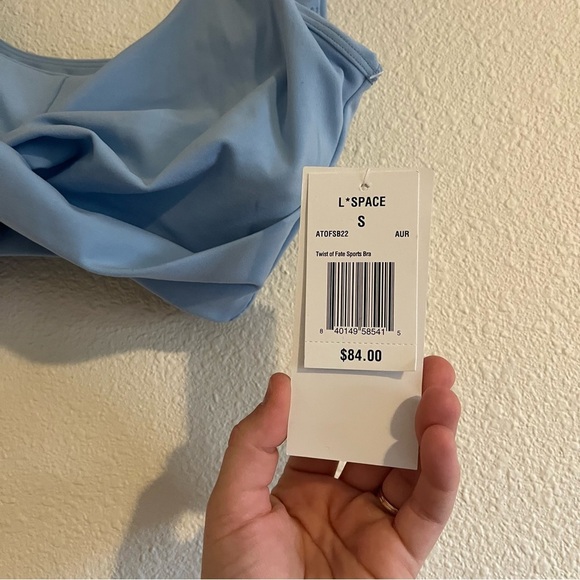 L*SPACE
S
ATOFSB22 AUR
Twist of Fate Sports Bra
8 40149 58541 5
$84.00